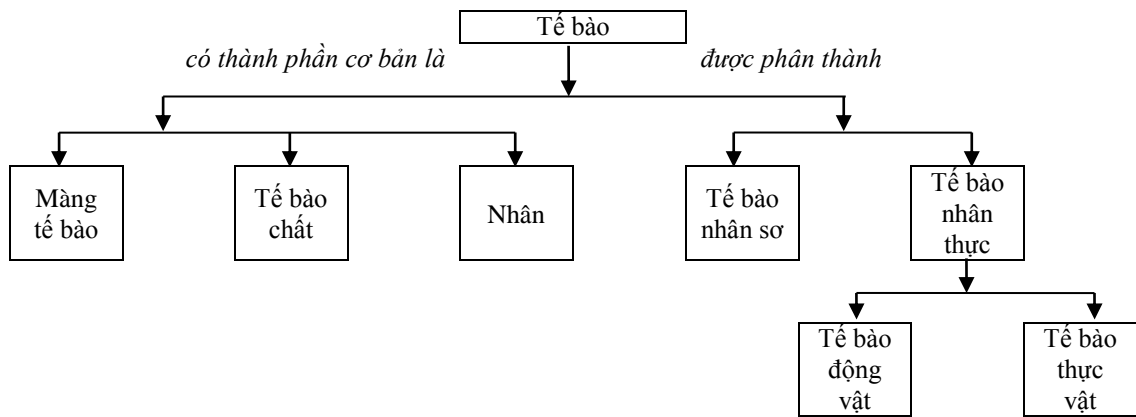 Tế bào
có thành phần cơ bản là
được phân thành
Màng
tế bào
Tế bào
chất
Nhân
Tế bào
nhân sơ
Tế bào
nhân
thực
Tế bào
động
vật
Tế bào
thực
vật